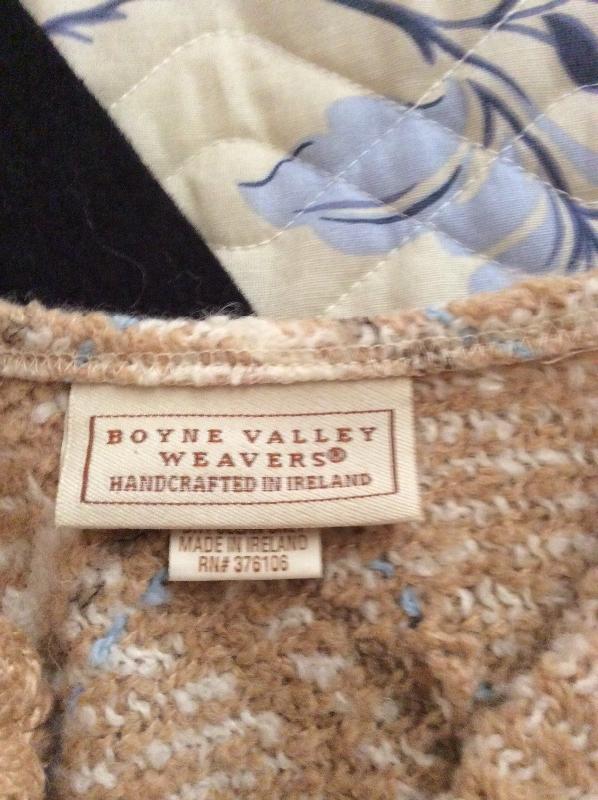 BOYNE VALLEY
WEAVERS®
HANDCRAFTED IN IRELAND
MADE IN IRELAND
RN# 376106